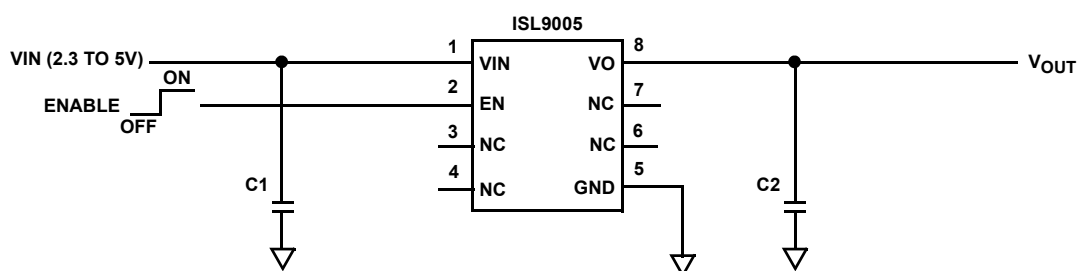 ISL9005
VIN (2.3 TO 5V)
1
VIN
VO
8
VOUT
ON
ENABLE
OFF
2
EN
NC
7
3
NC
NC
6
4
NC
GND
5
C1
C2